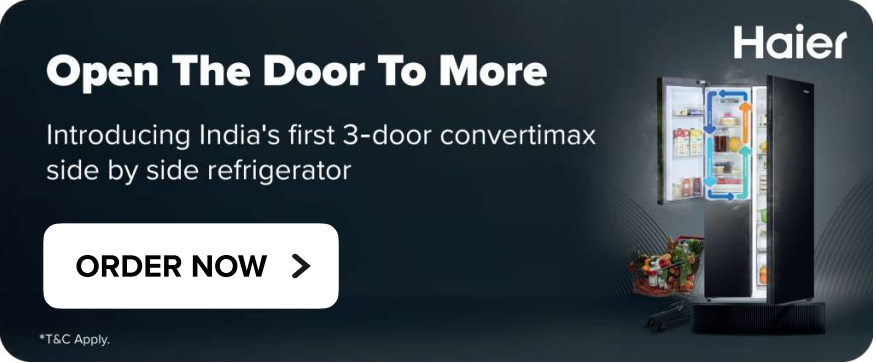 Haier
Open The Door To More
Introducing India's first 3-door convertimax
side by side refrigerator
ORDER NOW >
*T&C Apply.